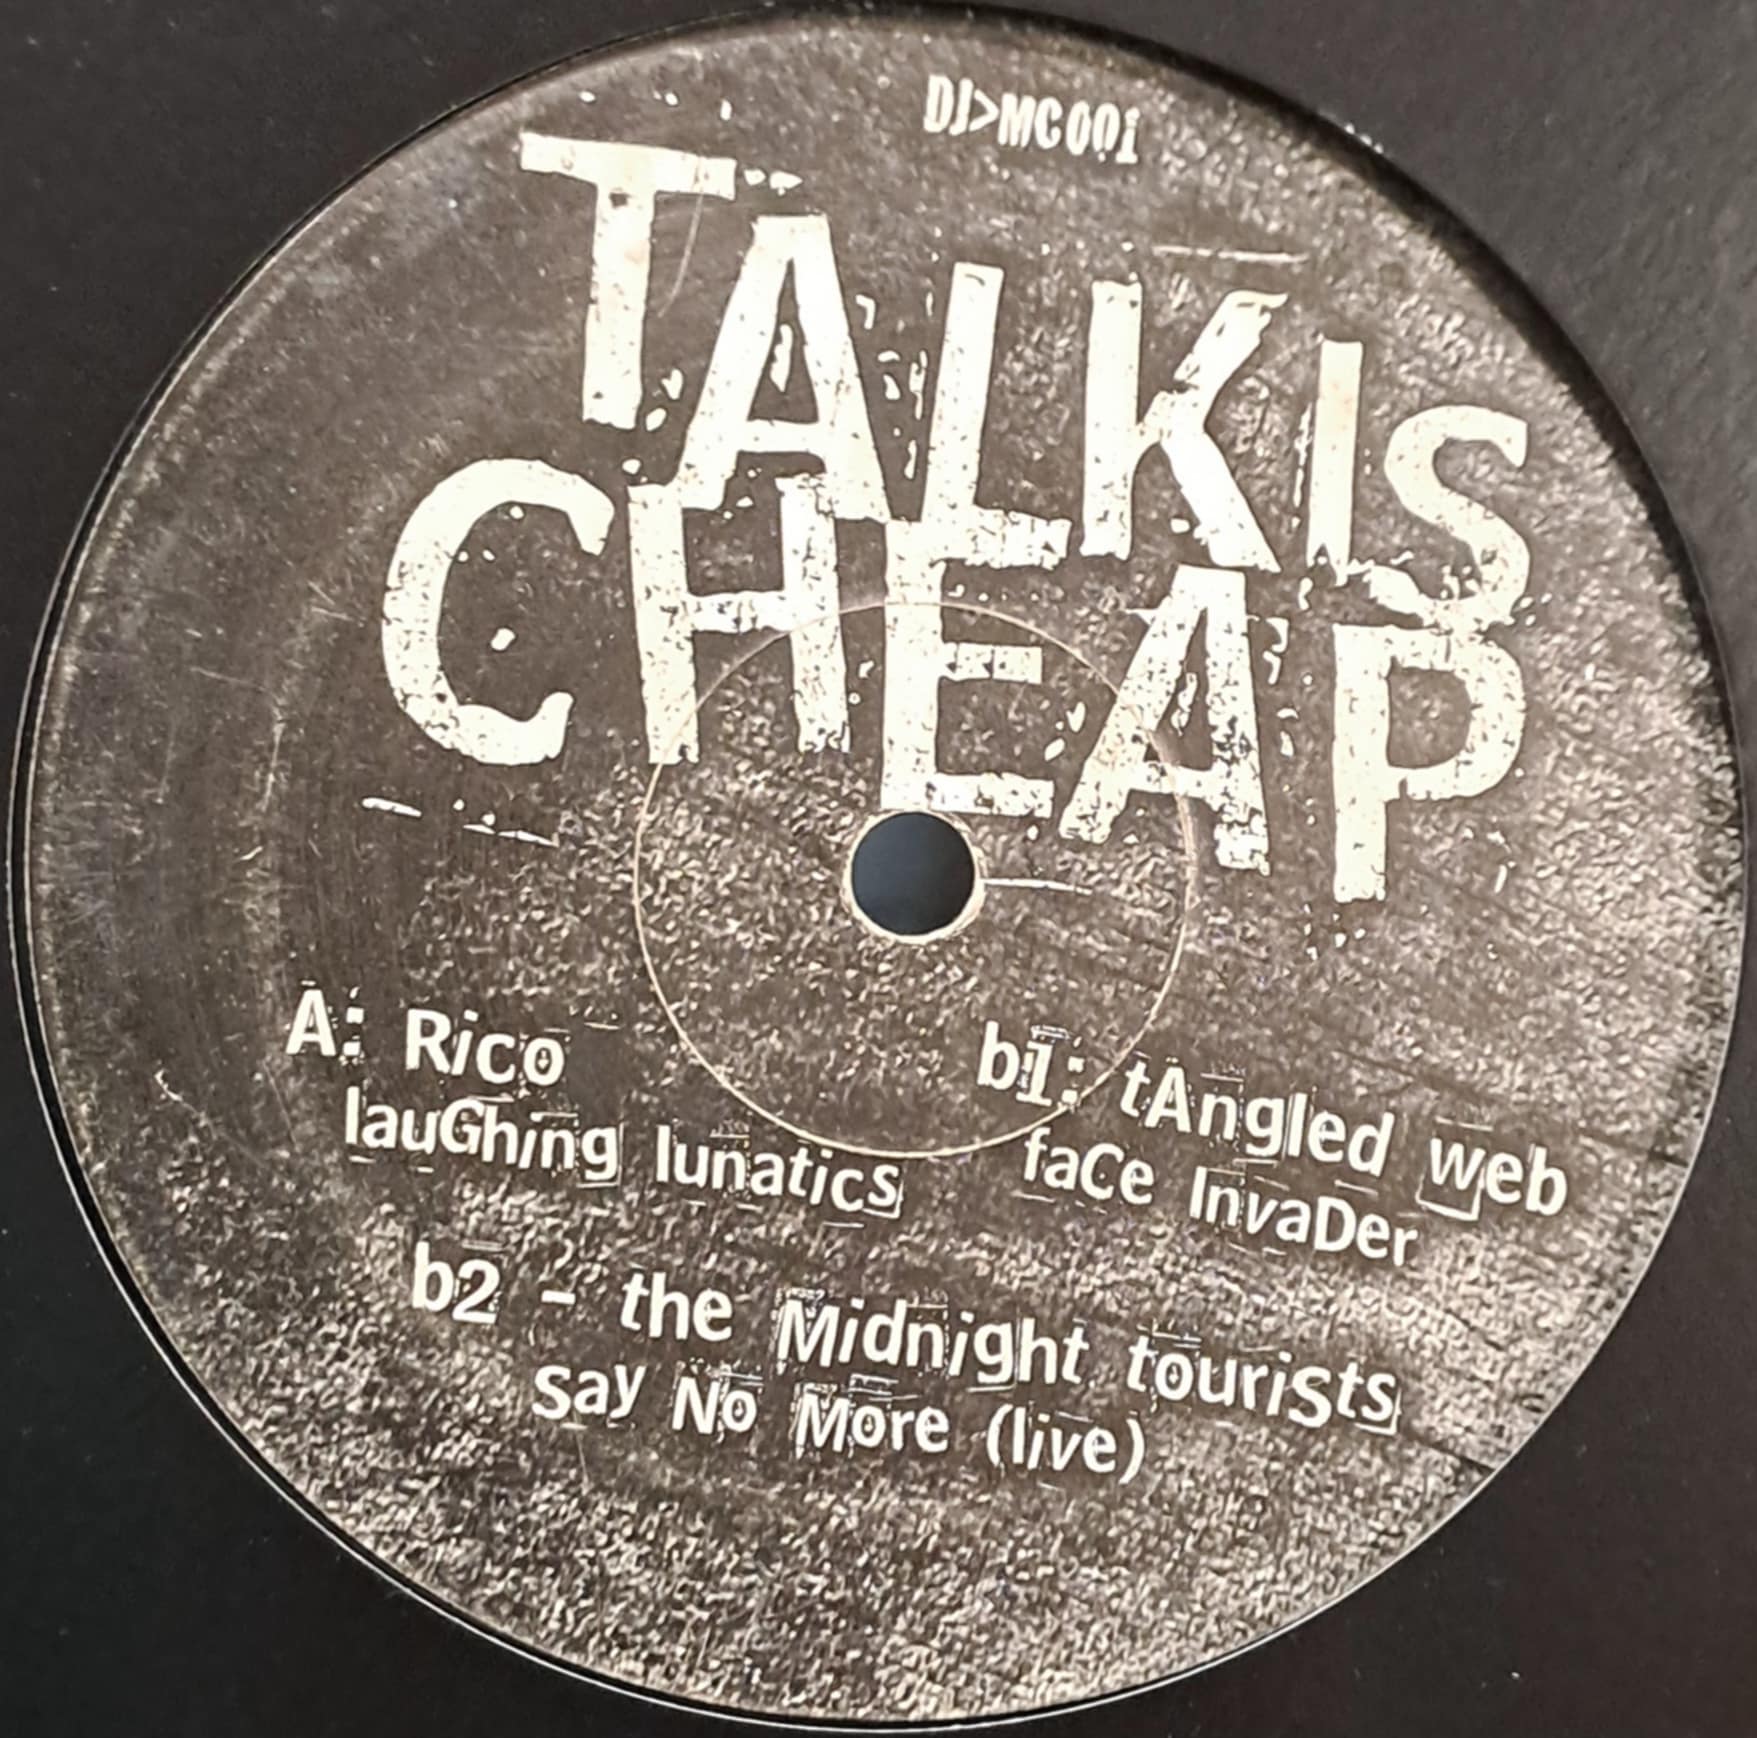 DJ>MC001
TALK IS
CHEAP
A: Rico
lauGhing lunatics
b1: tAngled web
faCe InvaDer
b2 - the Midnight tourists
say No More (live)